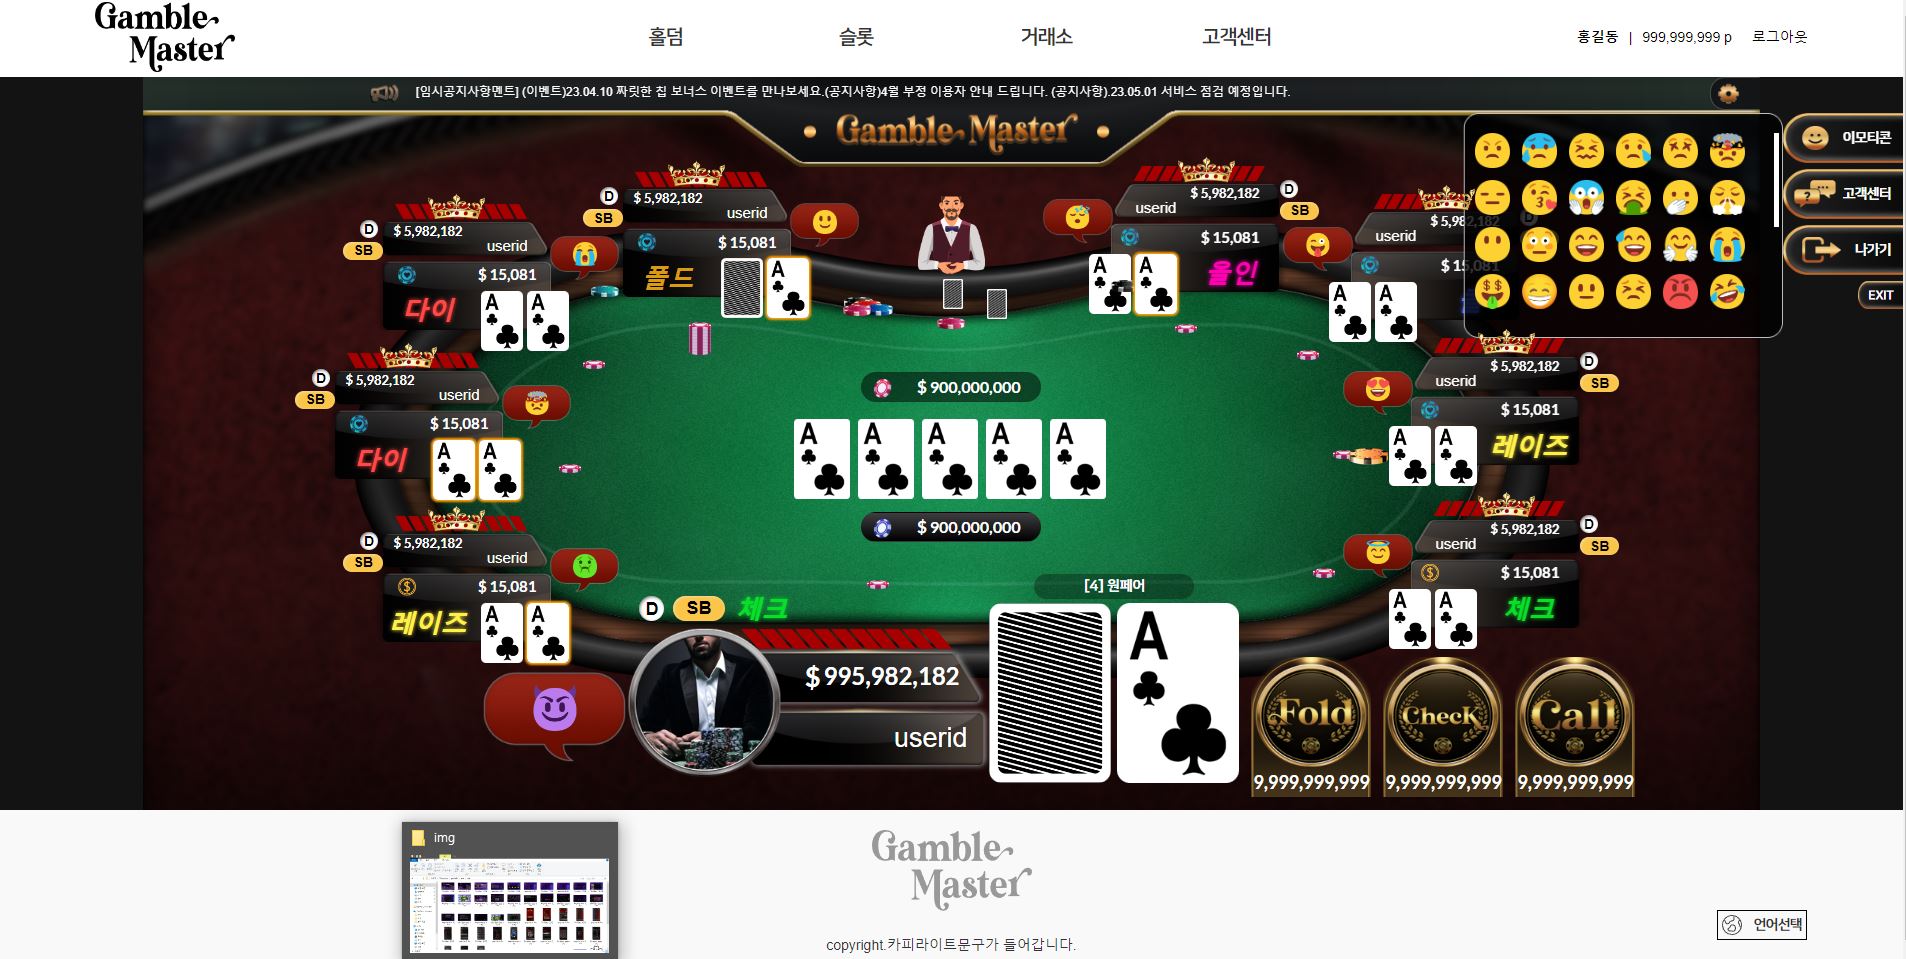 Gamble
Master
홀덤
슬롯
거래소
고객센터
홍길동 | 999,999,999 p 로그아웃
[임시공지사항멘트] (이벤트)23.04.10 짜릿한 칩 보너스 이벤트를 만나보세요.(공지사항)4월 부정 이용자 안내 드립니다. (공지사항).23.05.01 서비스 점검 예정입니다.
Gamble Master
이모티콘
고객센터
나가기
EXIT
D
SB
$ 5,982,182
userid
$ 15,081
폴드
A
D
SB
$ 5,982,182
userid
$ 15,081
올인
A
A
D
SB
$ 5,982,182
userid
$ 15,081
다이
A
A
userid
A
A
D
SB
$ 5,982,182
userid
$ 15,081
다이
A
A
D
SB
$ 5,982,182
userid
$ 15,081
레이즈
A
A
$ 900,000,000
A
A
A
A
A
$ 900,000,000
D
SB
$ 5,982,182
userid
$ 15,081
레이즈
A
A
D
SB
$ 5,982,182
userid
$ 15,081
체크
A
A
[4] 원페어
D
SB
체크
$ 995,982,182
userid
A
Fold
9,999,999,999
Check
9,999,999,999
Call
9,999,999,999
img
Gamble
Master
copyright.카피라이트문구가 들어갑니다.
언어선택